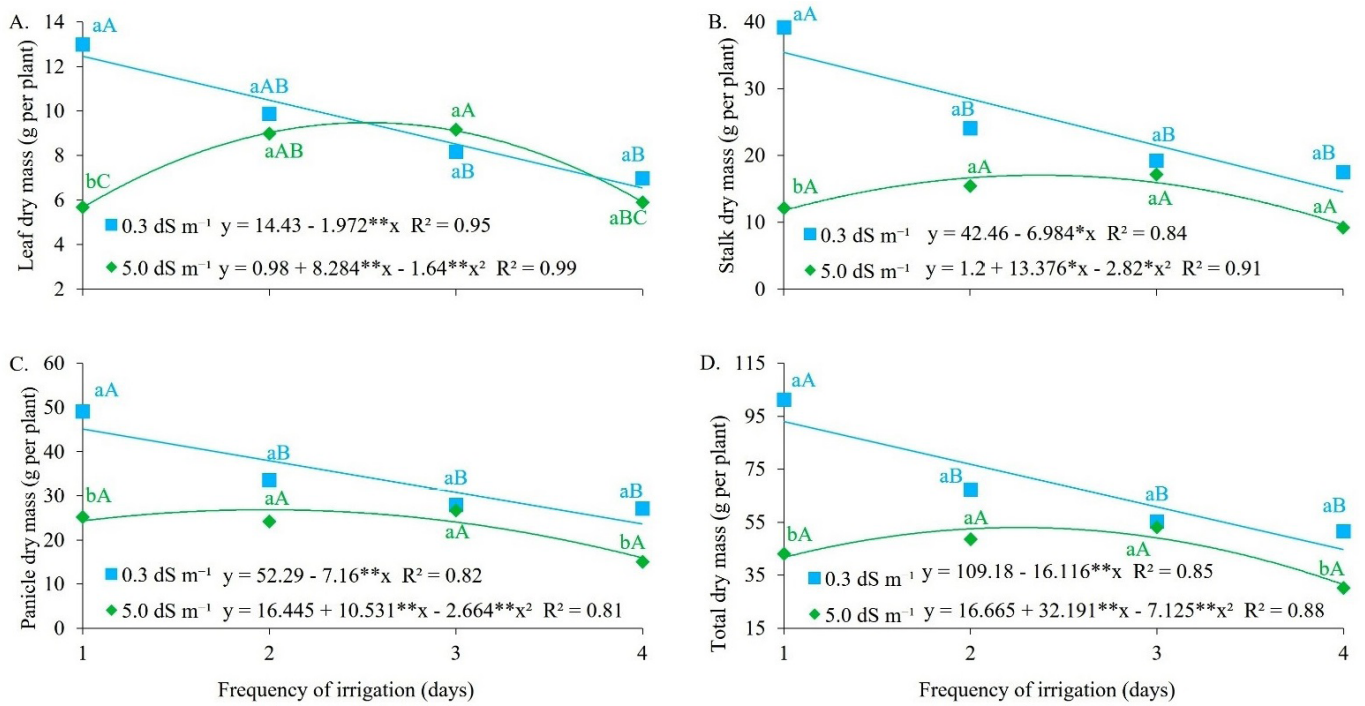 A.
Leaf dry mass (g per plant)
14
12
10
8
6
4
2
aA
aAB
aB
aB
bC
aAB
aA
aBC
0.3 dS m⁻¹ y = 14.43 - 1.972**x R² = 0.95
5.0 dS m⁻¹ y = 0.98 + 8.284**x - 1.64**x² R² = 0.99
1 2 3 4
B.
Stalk dry mass (g per plant)
40
30
20
10
0
aA
aB
aB
aB
bA
aA
aA
aA
0.3 dS m⁻¹ y = 42.46 - 6.984*x R² = 0.84
5.0 dS m⁻¹ y = 1.2 + 13.376*x - 2.82*x² R² = 0.91
1 2 3 4
C.
Panicle dry mass (g per plant)
60
50
40
30
20
10
0
aA
aB
aB
aB
bA
aA
aA
bA
0.3 dS m⁻¹ y = 52.29 - 7.16**x R² = 0.82
5.0 dS m⁻¹ y = 16.445 + 10.531**x - 2.664**x² R² = 0.81
1 2 3 4
Frequency of irrigation (days)
D.
Total dry mass (g per plant)
115
95
75
55
35
15
aA
aB
aB
aB
bA
aA
aA
bA
0.3 dS m⁻¹ y = 109.18 - 16.116**x R² = 0.85
5.0 dS m⁻¹ y = 16.665 + 32.191**x - 7.125**x² R² = 0.88
1 2 3 4
Frequency of irrigation (days)